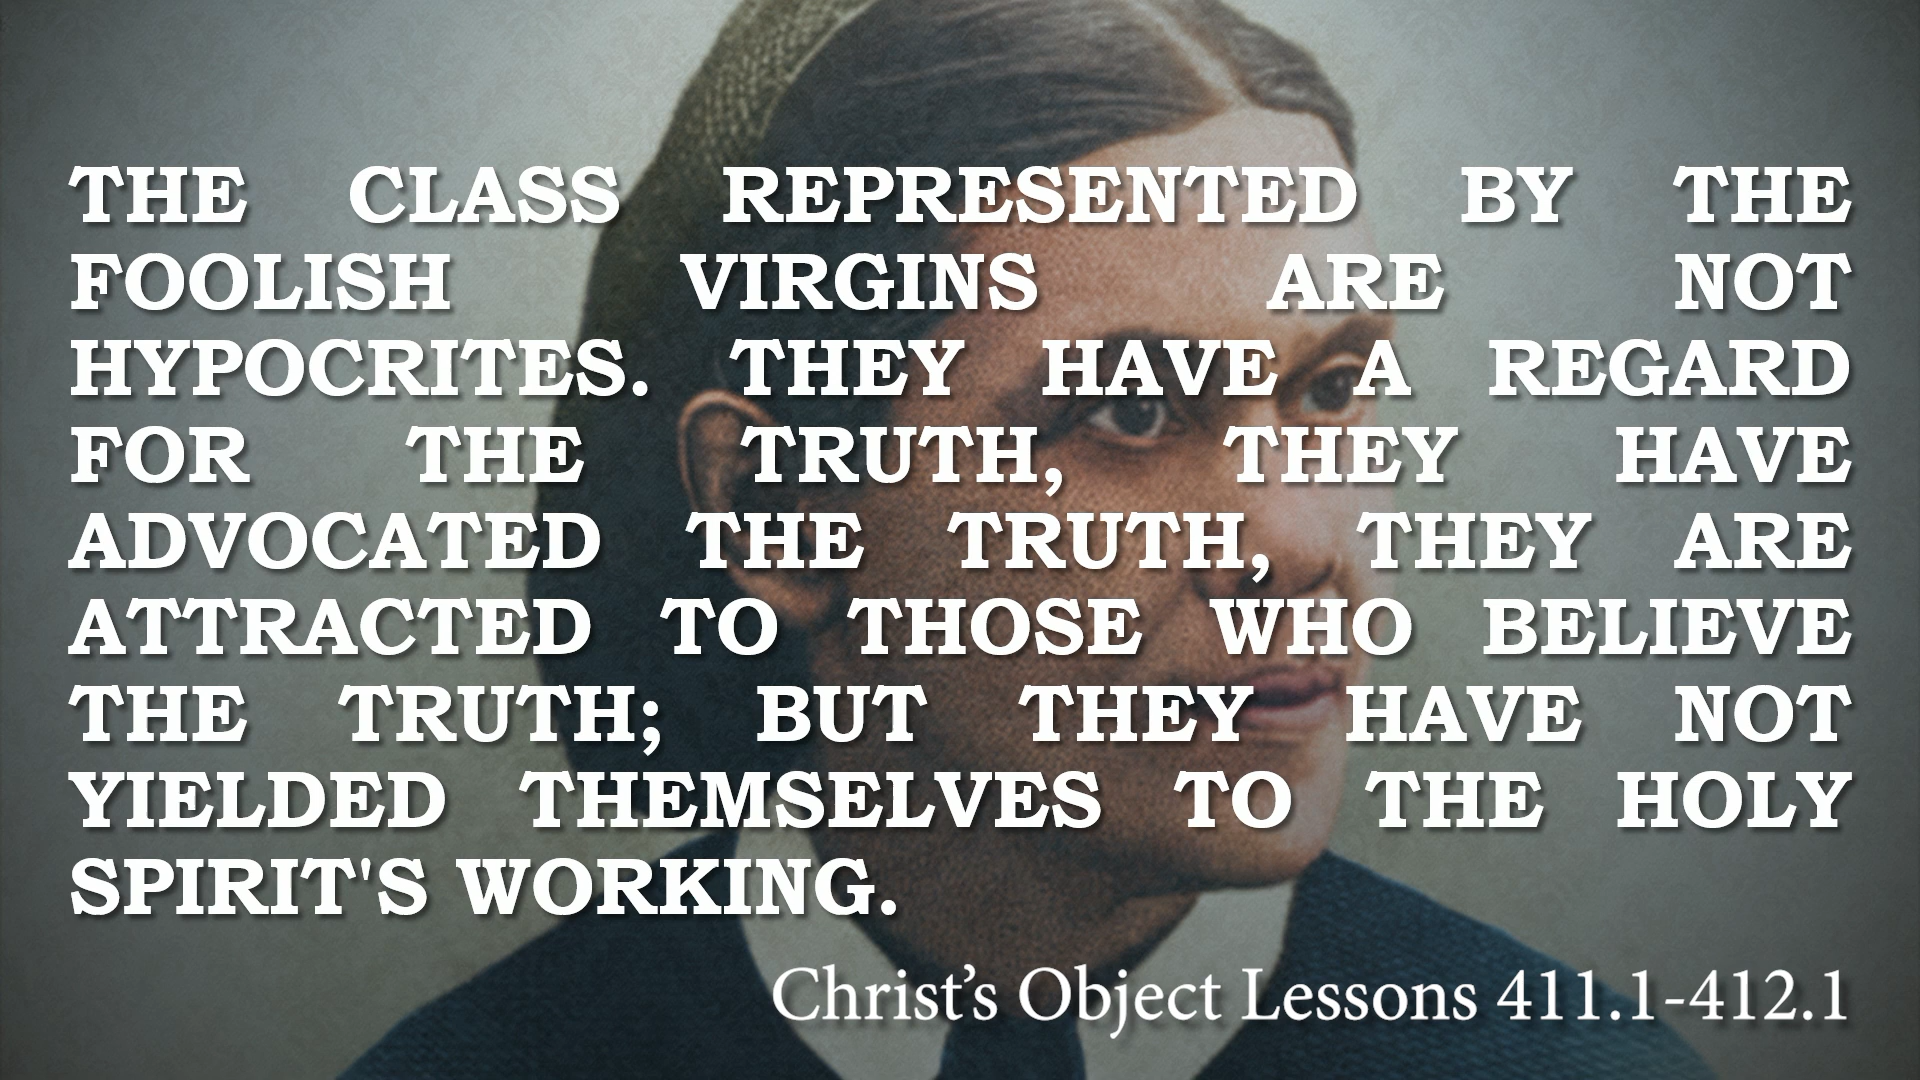 THE CLASS REPRESENTED BY THE
FOOLISH VIRGINS ARE NOT
HYPOCRITES. THEY HAVE A REGARD
FOR THE TRUTH, THEY HAVE
ADVOCATED THE TRUTH, THEY ARE
ATTRACTED TO THOSE WHO BELIEVE
THE TRUTH; BUT THEY HAVE NOT
YIELDED THEMSELVES TO THE HOLY
SPIRIT'S WORKING.
Christ’s Object Lessons 411.1-412.1